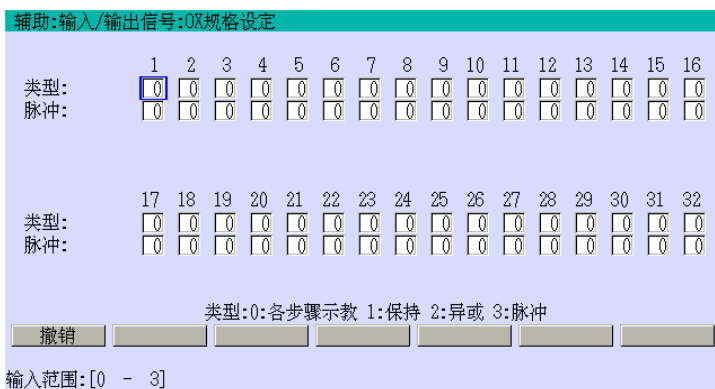 辅助:输入/输出信号:OX规格设定
1 2 3 4 5 6 7 8 9 10 11 12 13 14 15 16
类型: 0 0 0 0 0 0 0 0 0 0 0 0 0 0 0 0
脉冲: 0 0 0 0 0 0 0 0 0 0 0 0 0 0 0 0
17 18 19 20 21 22 23 24 25 26 27 28 29 30 31 32
类型: 0 0 0 0 0 0 0 0 0 0 0 0 0 0 0 0
脉冲: 0 0 0 0 0 0 0 0 0 0 0 0 0 0 0 0
类型:0:各步骤示教 1:保持 2:异或 3:脉冲
撤销
输入范围:[0 - 3]